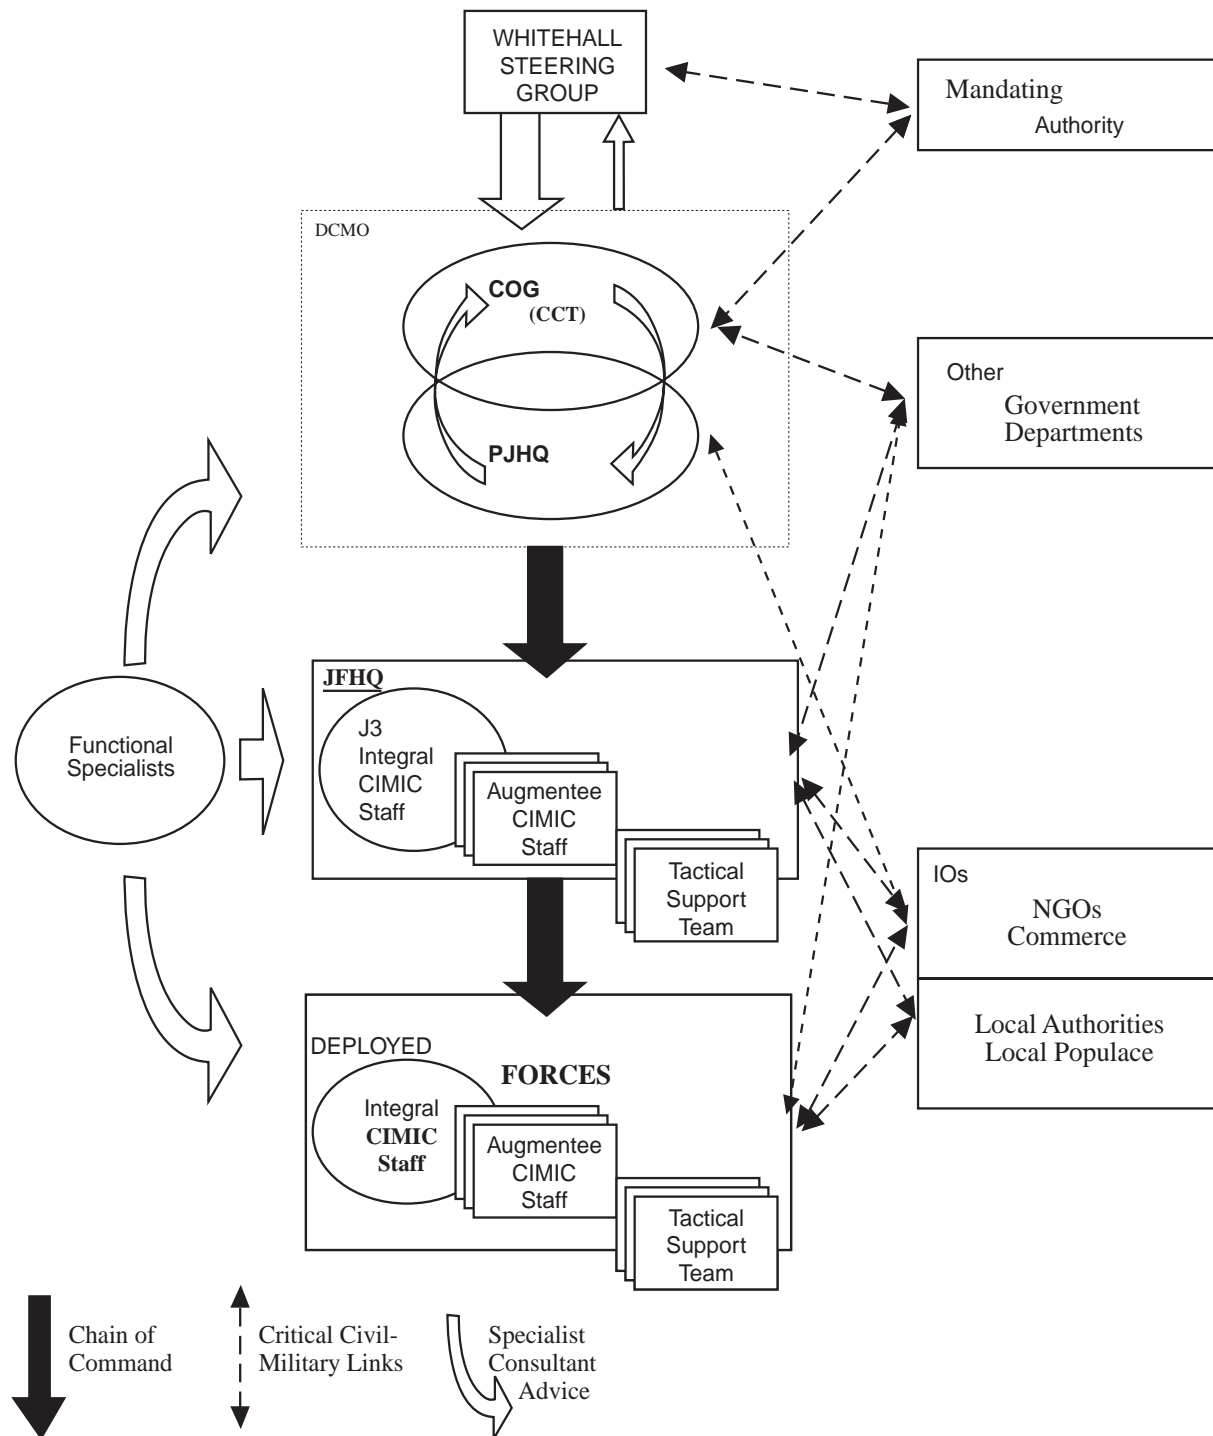 WHITEHALL
STEERING
GROUP
Mandating
Authority
DCMO
COG
(CCT)
PJHQ
Other
Government
Departments
Functional
Specialists
JFHQ
J3
Integral
CIMIC
Staff
Augmentee
CIMIC
Staff
Tactical
Support
Team
IOs
NGOs
Commerce
Local Authorities
Local Populace
DEPLOYED
FORCES
Integral
CIMIC
Staff
Augmentee
CIMIC
Staff
Tactical
Support
Team
Chain of
Command
Critical Civil-
Military Links
Specialist
Consultant
Advice